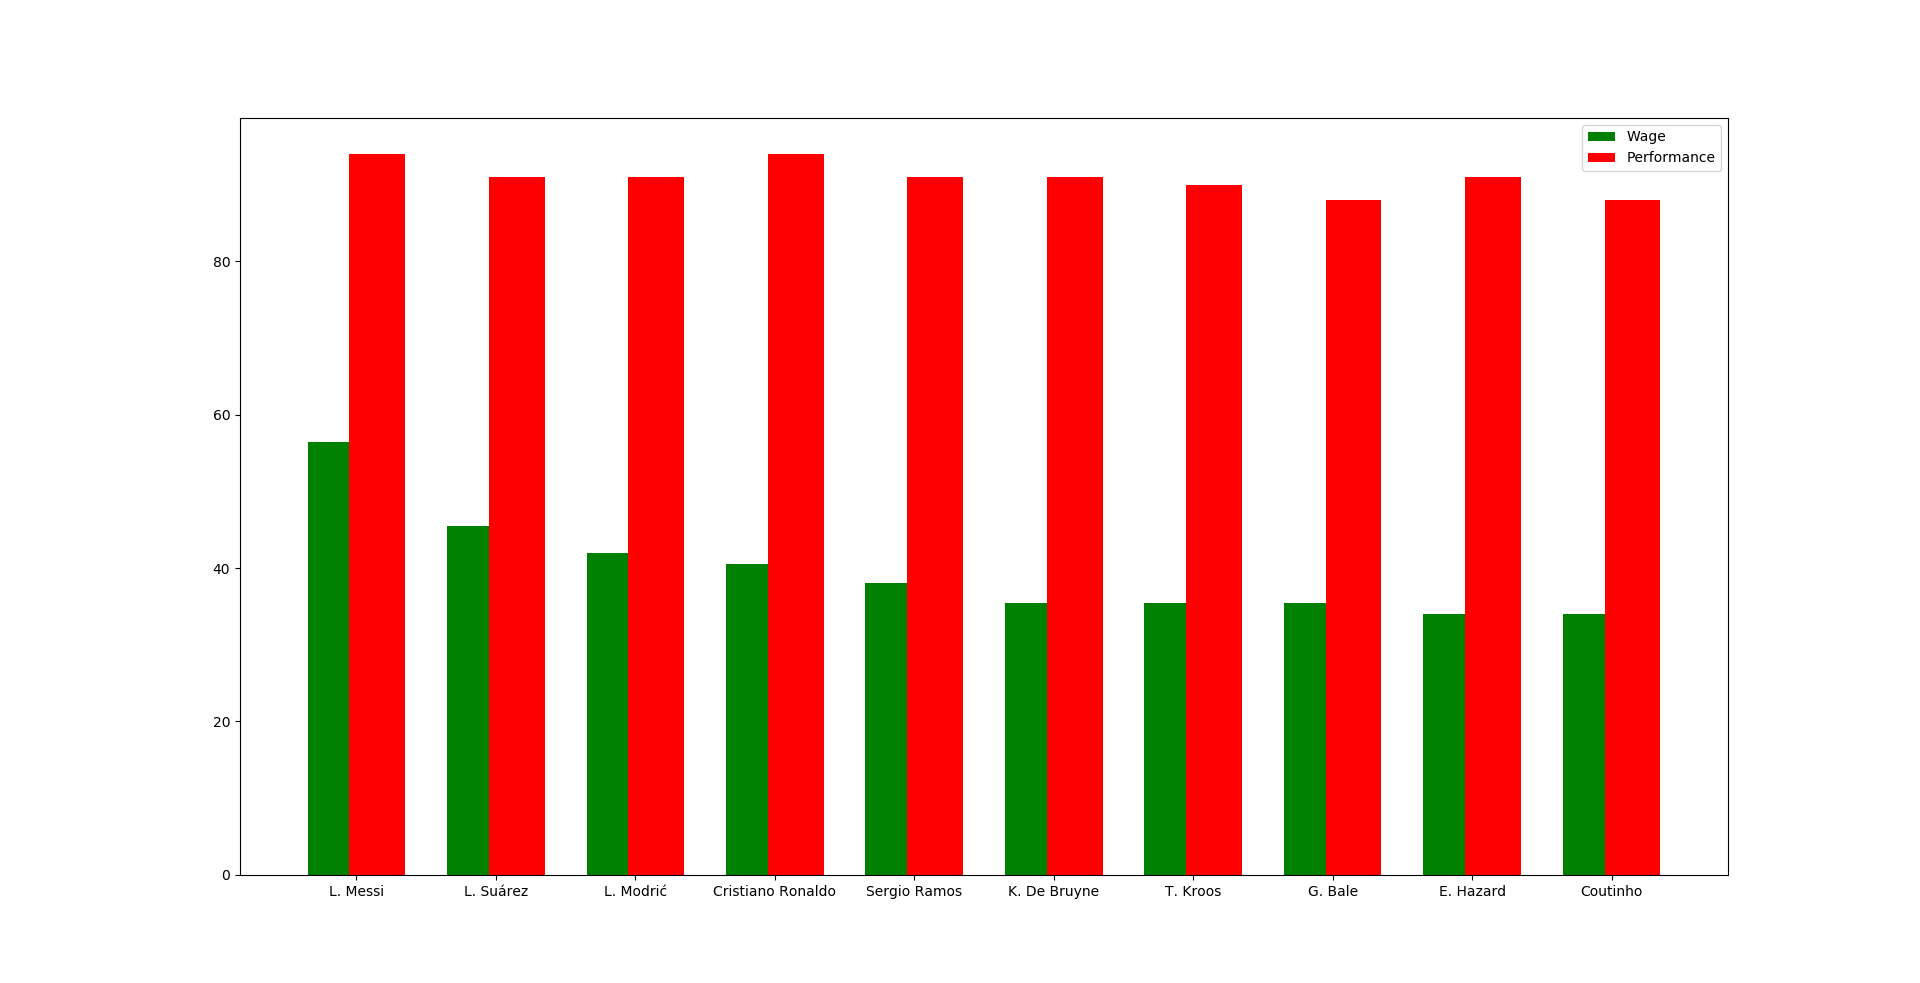 Wage
Performance
80
60
40
20
0
L. Messi
L. Suárez
L. Modrić
Cristiano Ronaldo
Sergio Ramos
K. De Bruyne
T. Kroos
G. Bale
E. Hazard
Coutinho